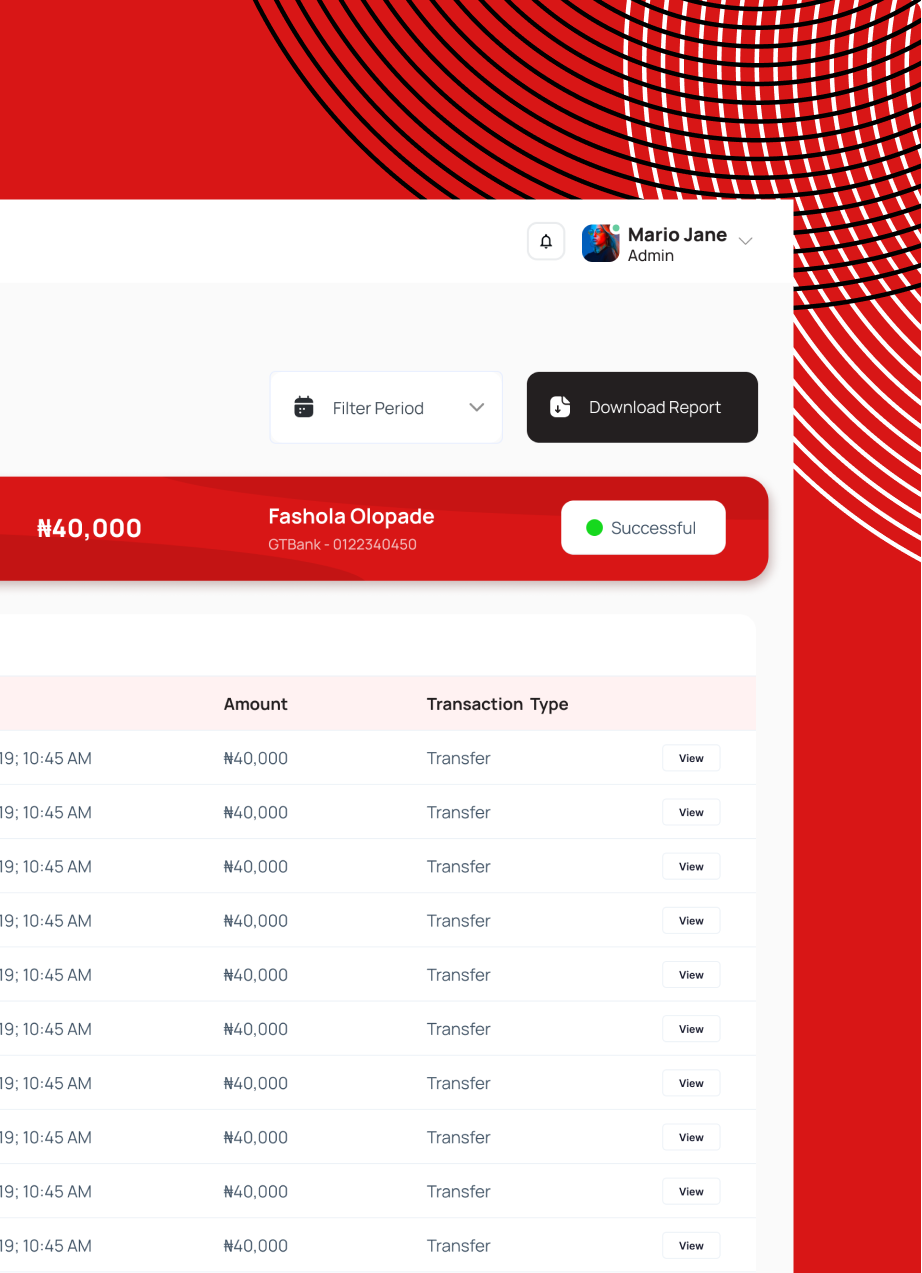 Mario Jane
Admin
Filter Period
Download Report
₦40,000
Fashola Olopade
GTBank - 0122340450
Successful
Amount Transaction Type
19; 10:45 AM ₦40,000 Transfer View
19; 10:45 AM ₦40,000 Transfer View
19; 10:45 AM ₦40,000 Transfer View
19; 10:45 AM ₦40,000 Transfer View
19; 10:45 AM ₦40,000 Transfer View
19; 10:45 AM ₦40,000 Transfer View
19; 10:45 AM ₦40,000 Transfer View
19; 10:45 AM ₦40,000 Transfer View
19; 10:45 AM ₦40,000 Transfer View
19; 10:45 AM ₦40,000 Transfer View